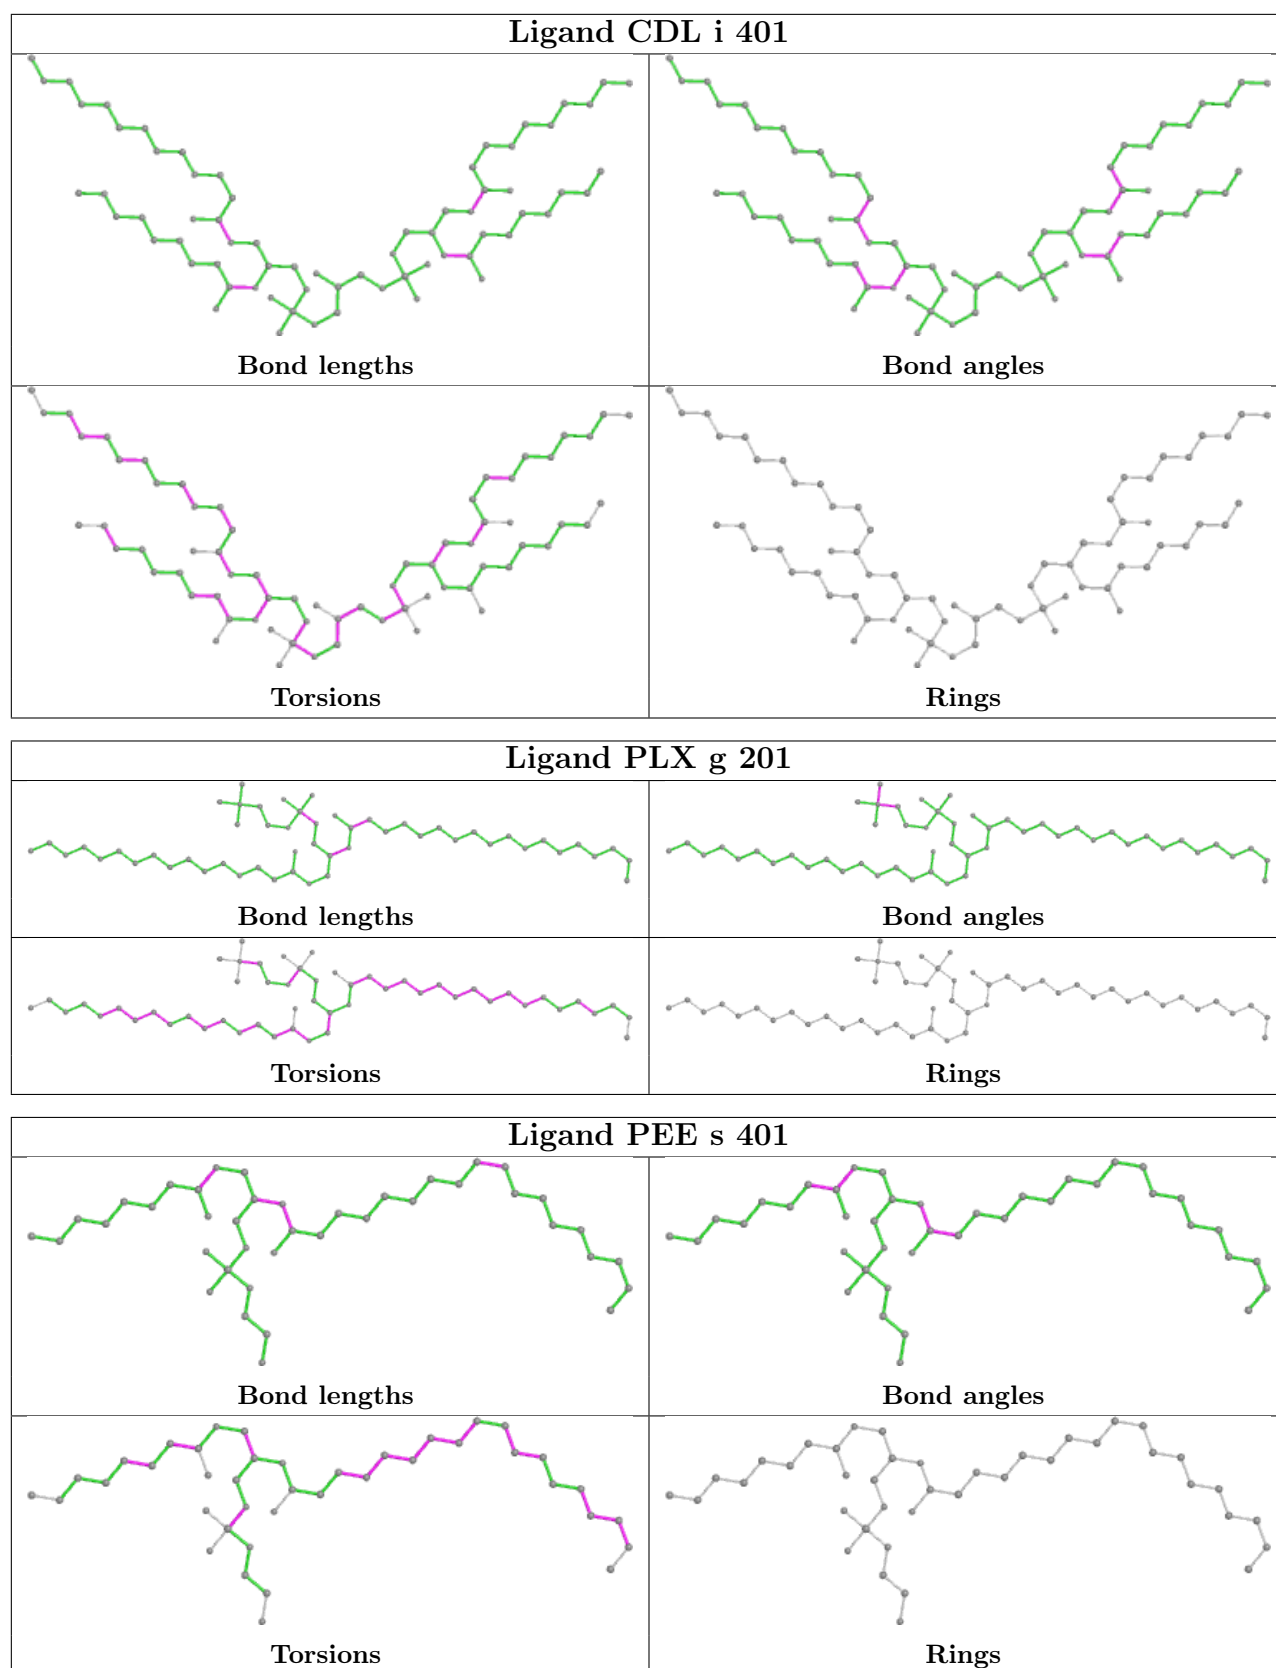 Ligand CDL i 401
Bond lengths
Bond angles
Torsions
Rings
Ligand PLX g 201
Bond lengths
Bond angles
Torsions
Rings
Ligand PEE s 401
Bond lengths
Bond angles
Torsions
Rings